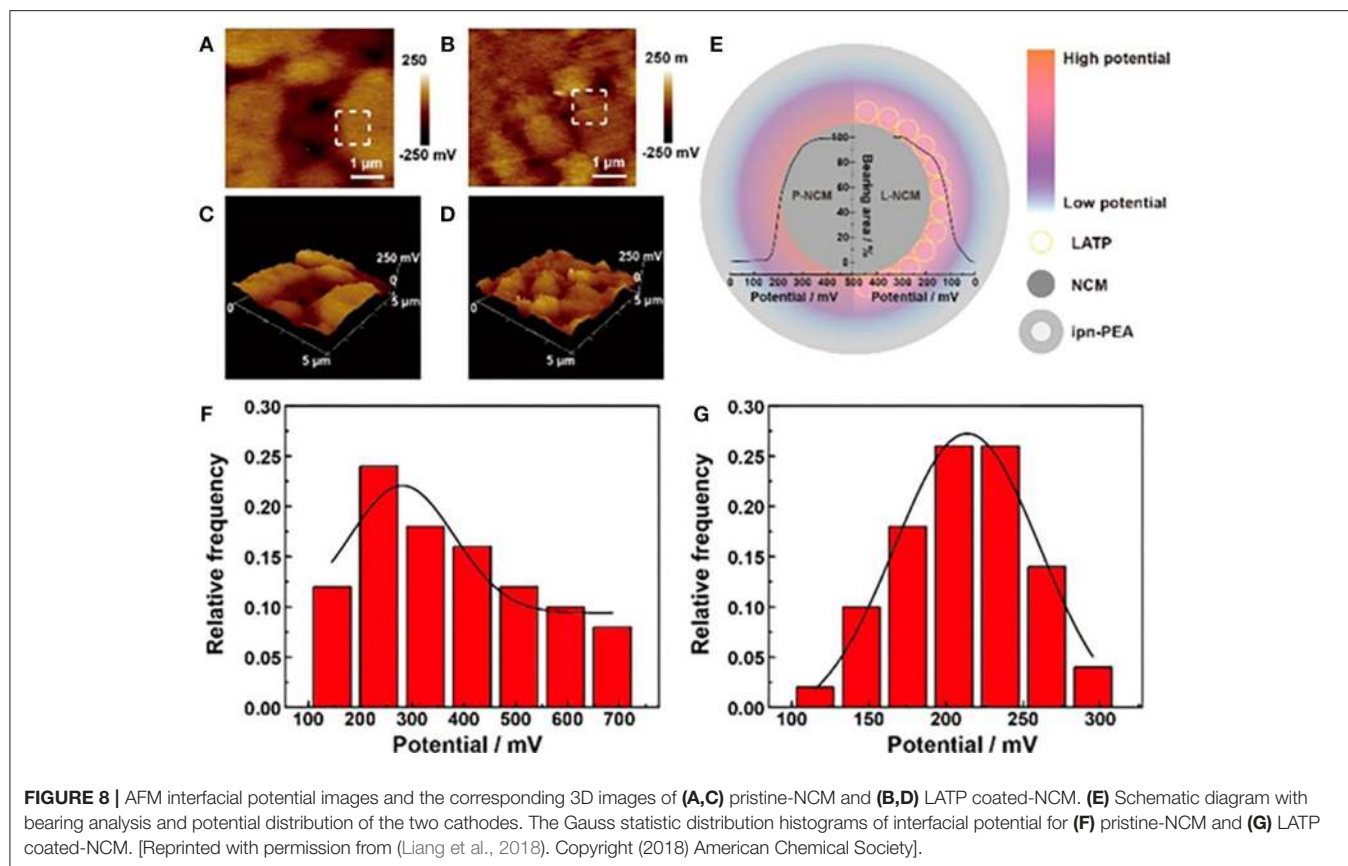 A
250
-250 mV
1 µm
B
250 m
-250 mV
1 µm
C
250 mV
0
5 µm
0
5 µm
D
250 mV
0
5 µm
0
5 µm
E
100
80
60
40
20
0
Bearing area / %
P-NCM
L-NCM
0 100 200 300 400 500 400 300 200 100 0
Potential / mV
Potential / mV
High potential
Low potential
LATP
NCM
ipn-PEA
F
0.30
0.25
0.20
0.15
0.10
0.05
0.00
Relative frequency
100 200 300 400 500 600 700
Potential / mV
G
0.30
0.25
0.20
0.15
0.10
0.05
0.00
Relative frequency
100 150 200 250 300
Potential / mV
FIGURE 8 | AFM interfacial potential images and the corresponding 3D images of (A,C) pristine-NCM and (B,D) LATP coated-NCM. (E) Schematic diagram with
bearing analysis and potential distribution of the two cathodes. The Gauss statistic distribution histograms of interfacial potential for (F) pristine-NCM and (G) LATP
coated-NCM. [Reprinted with permission from (Liang et al., 2018). Copyright (2018) American Chemical Society].